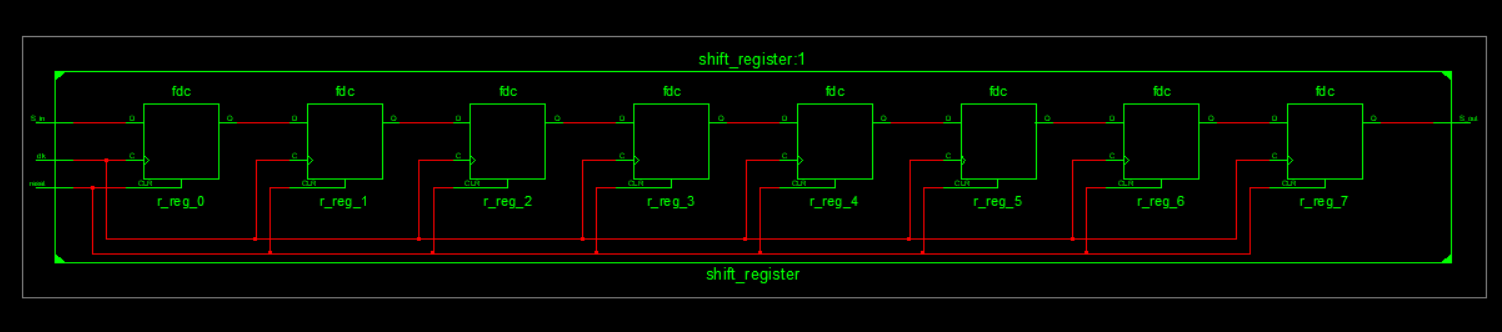 shift_register:1
fdc fdc fdc fdc fdc fdc fdc fdc
S_in D Q D Q D Q D Q D Q D Q D Q D Q S_out
clk C C C C C C C C
reset CLR CLR CLR CLR CLR CLR CLR CLR
r_reg_0 r_reg_1 r_reg_2 r_reg_3 r_reg_4 r_reg_5 r_reg_6 r_reg_7
shift_register